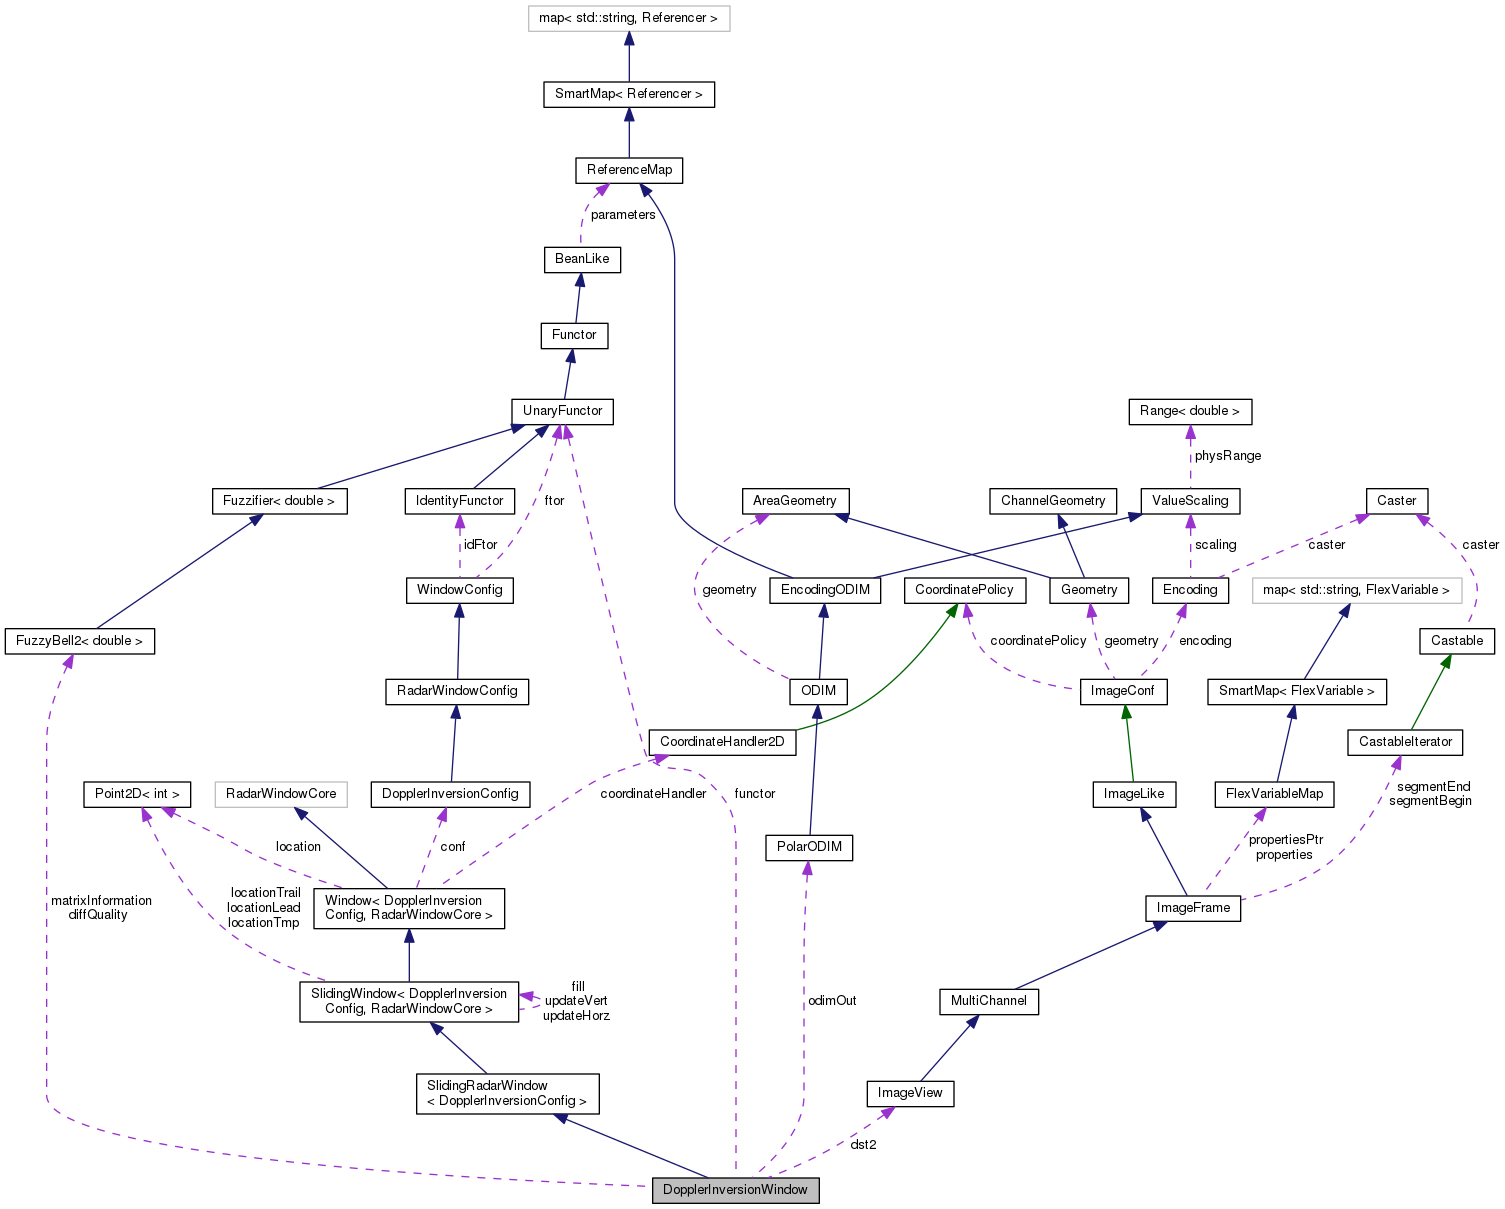 map< std::string, Referencer >
SmartMap< Referencer >
ReferenceMap
parameters
BeanLike
Functor
UnaryFunctor
Range< double >
physRange
Fuzzifier< double >
IdentityFunctor
ftor
AreaGeometry
ChannelGeometry
ValueScaling
Caster
idFtor
scaling
caster
caster
WindowConfig
geometry
EncodingODIM
CoordinatePolicy
Geometry
Encoding
map< std::string, FlexVariable >
FuzzyBell2< double >
coordinatePolicy
geometry
encoding
Castable
RadarWindowConfig
ODIM
ImageConf
SmartMap< FlexVariable >
CoordinateHandler2D
CastableIterator
Point2D< int >
RadarWindowCore
DopplerInversionConfig
coordinateHandler
functor
ImageLike
FlexVariableMap
segmentEnd
segmentBegin
location
conf
PolarODIM
propertiesPtr
properties
matrixInformation
diffQuality
locationTrail
locationLead
locationTmp
Window< DopplerInversion
Config, RadarWindowCore >
ImageFrame
SlidingWindow< DopplerInversion
Config, RadarWindowCore >
fill
updateVert
updateHorz
odimOut
MultiChannel
SlidingRadarWindow
< DopplerInversionConfig >
ImageView
dst2
DopplerInversionWindow